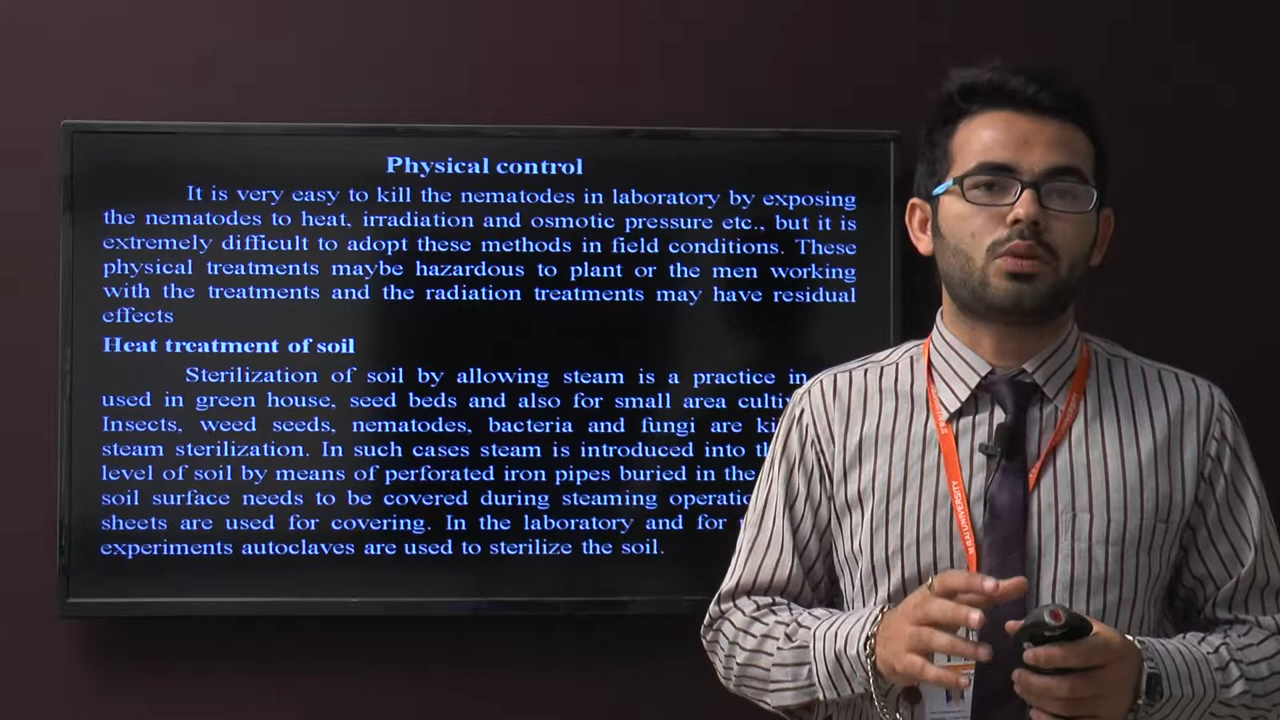 Physical control
It is very easy to kill the nematodes in laboratory by exposing
the nematodes to heat, irradiation and osmotic pressure etc., but it is
extremely difficult to adopt these methods in field conditions. These
physical treatments maybe hazardous to plant or the men working
with the treatments and the radiation treatments may have residual
effects
Heat treatment of soil
Sterilization of soil by allowing steam is a practice in
used in green house, seed beds and also for small area
Insects, weed seeds, nematodes, bacteria and fungi are
steam sterilization. In such cases steam is introduced into
level of soil by means of perforated iron pipes buried in the
soil surface needs to be covered during steaming
sheets are used for covering. In the laboratory and for
experiments autoclaves are used to sterilize the soil.
RAI UNIVERSITY